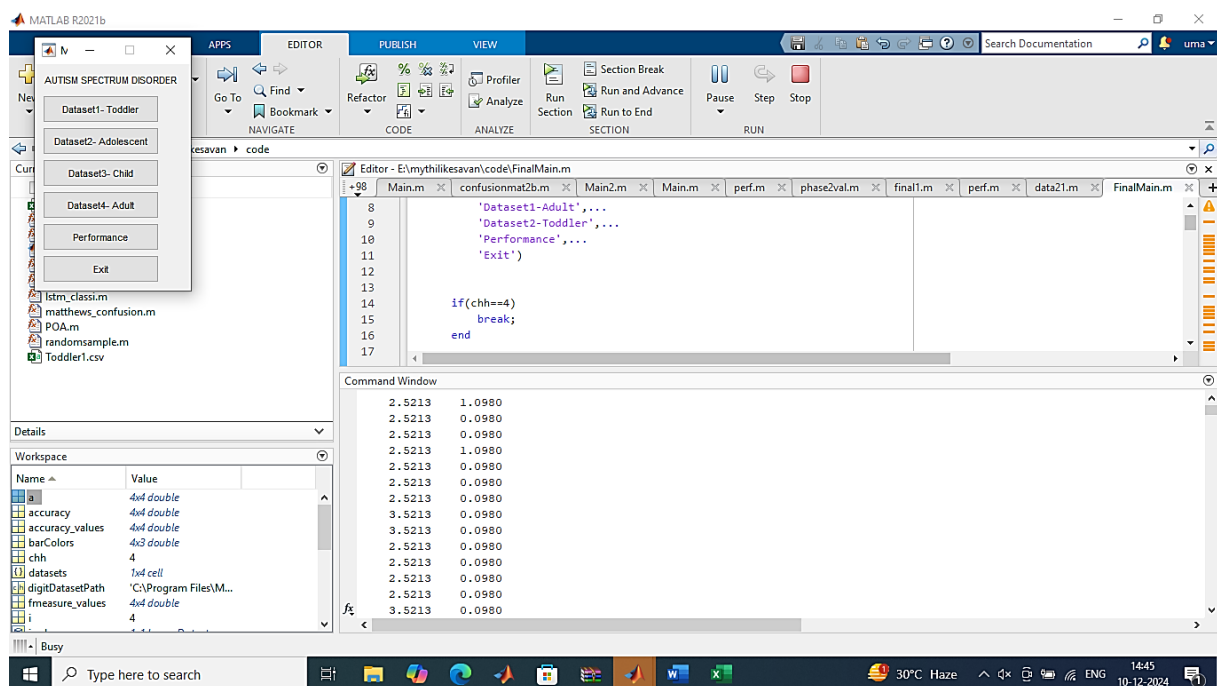 MATLAB R2021b
APPS EDITOR PUBLISH VIEW Search Documentation uma
M
AUTISM SPECTRUM DISORDER
Dataset1- Toddler
Dataset2- Adolescent
Dataset3- Child
Dataset4- Adult
Performance
Exit
Go To Find Bookmark
NAVIGATE
Refactor
CODE
Profiler
Analyze
ANALYZE
Run Section
Section Break
Run and Advance
Run to End
SECTION
Pause Step Stop
RUN
code
Editor - E:\mythilikesavan\code\FinalMain.m
+98 Main.m confusionmat2b.m Main2.m Main.m perf.m phase2val.m final1.m perf.m data21.m FinalMain.m
8 'Dataset1-Adult',...
9 'Dataset2-Toddler',...
10 'Performance',...
11 'Exit')
12
13
14 if(chh==4)
15 break;
16 end
17
lstm_classi.m
matthews_confusion.m
POA.m
randomsample.m
Toddler1.csv
Details
Workspace
Name Value
a 4x4 double
accuracy 4x4 double
accuracy_values 4x4 double
barColors 4x3 double
chh 4
datasets 1x4 cell
digitDatasetPath 'C:\Program Files\M...
fmeasure_values 4x4 double
i 4
Command Window
2.5213 1.0980
2.5213 0.0980
2.5213 0.0980
2.5213 1.0980
2.5213 0.0980
2.5213 0.0980
2.5213 0.0980
3.5213 0.0980
3.5213 0.0980
2.5213 0.0980
2.5213 0.0980
2.5213 0.0980
2.5213 0.0980
fx 3.5213 0.0980
Busy
Type here to search
30°C Haze ENG 14:45
10-12-2024